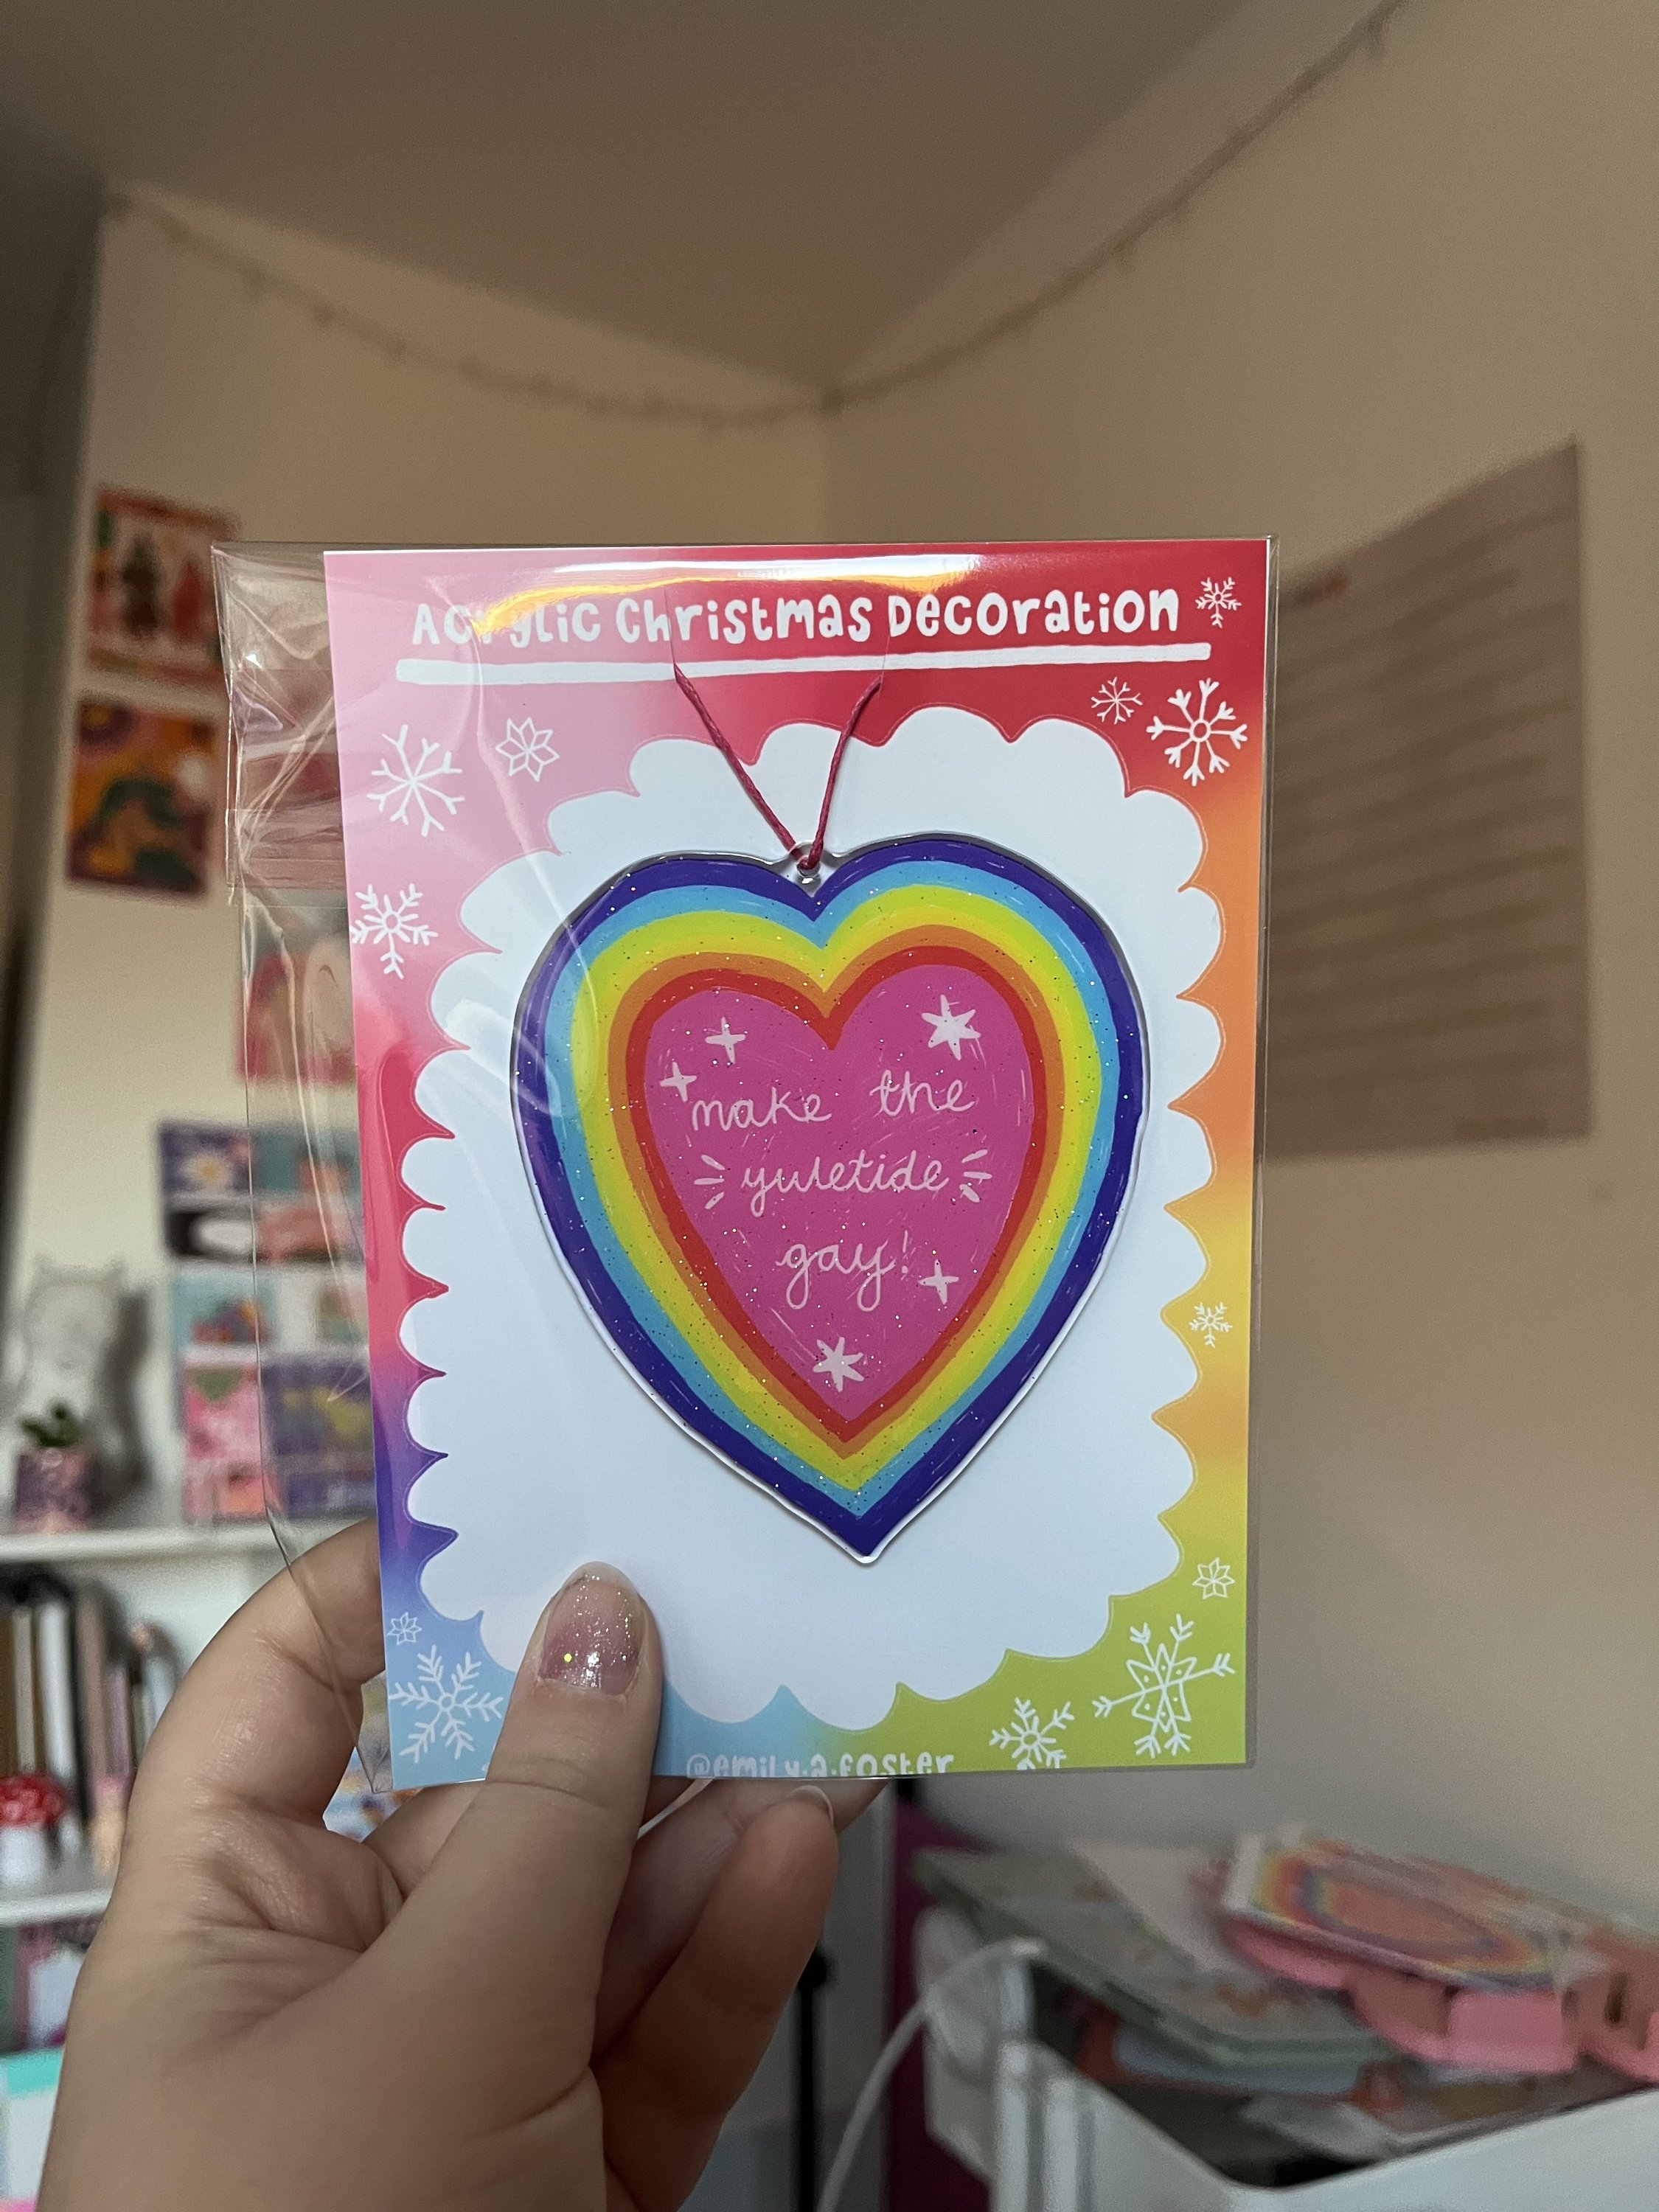 Acrylic Christmas Decoration
make the
yuletide
gay!
@emily.a.foster